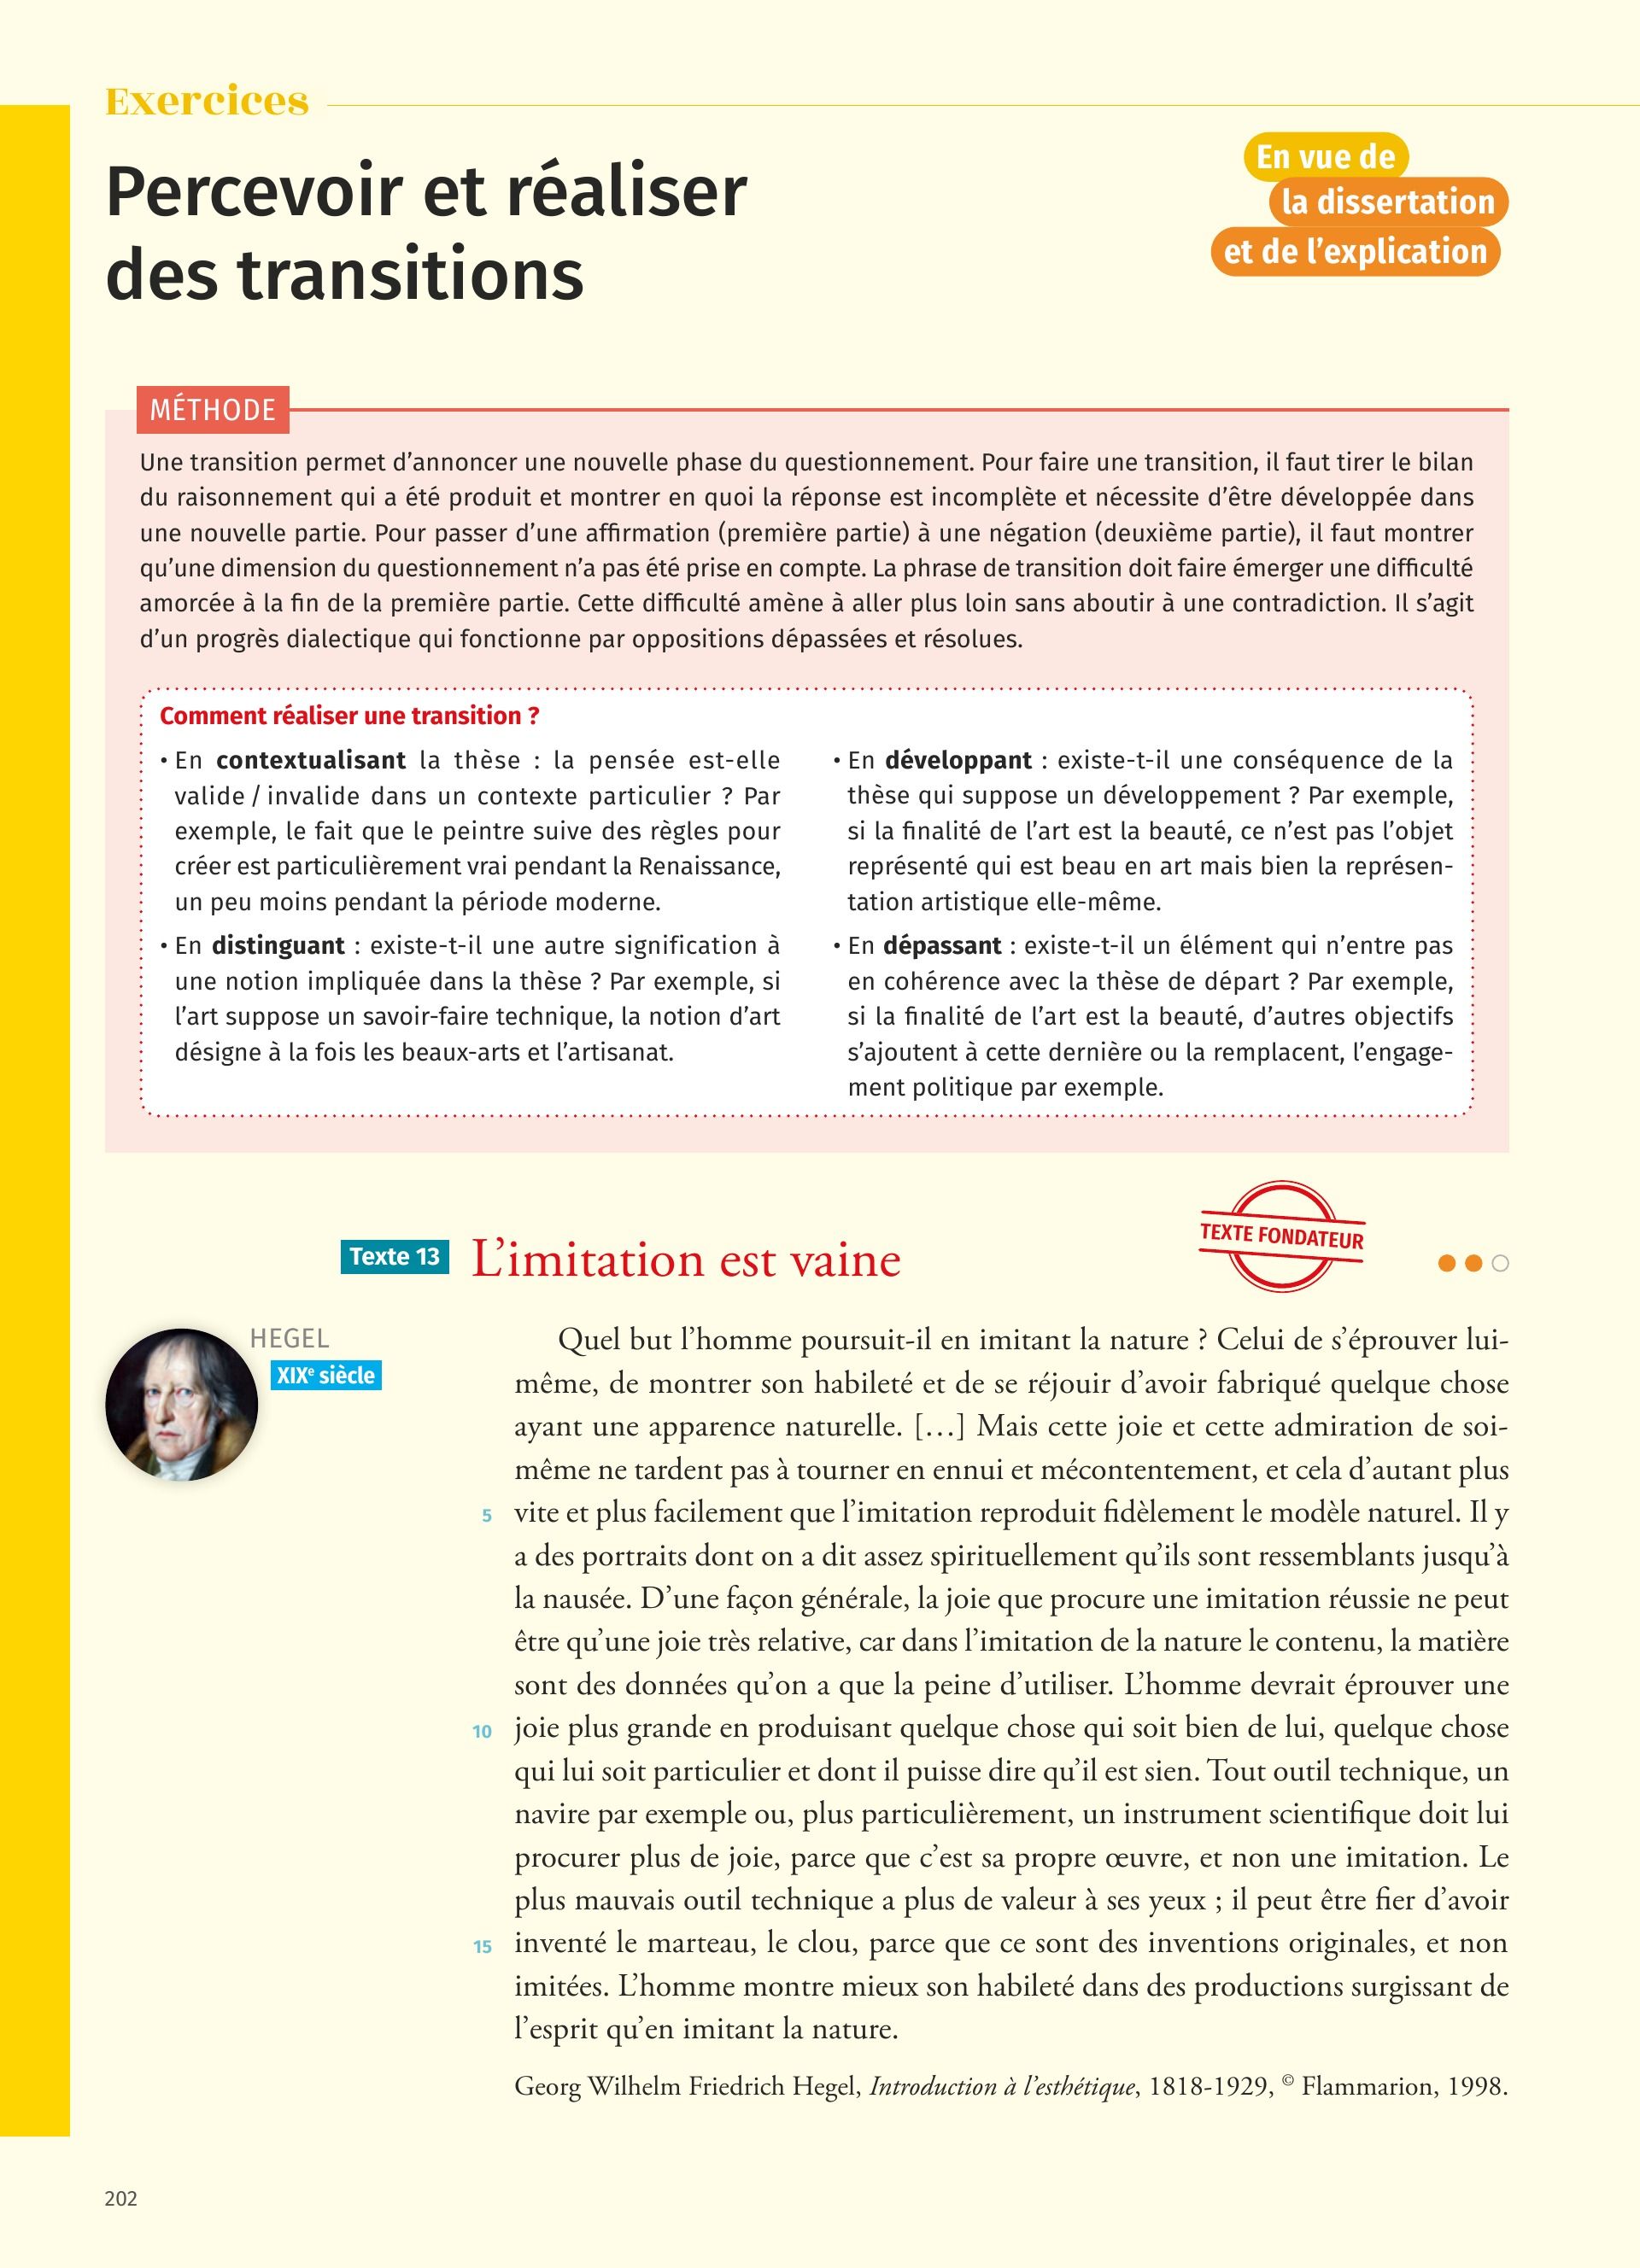 Exercices
Percevoir et réaliser
des transitions
En vue de
la dissertation
et de l’explication
MÉTHODE
Une transition permet d’annoncer une nouvelle phase du questionnement. Pour faire une transition, il faut tirer le bilan
du raisonnement qui a été produit et montrer en quoi la réponse est incomplète et nécessite d’être développée dans
une nouvelle partie. Pour passer d’une affirmation (première partie) à une négation (deuxième partie), il faut montrer
qu’une dimension du questionnement n’a pas été prise en compte. La phrase de transition doit faire émerger une difficulté
amorcée à la fin de la première partie. Cette difficulté amène à aller plus loin sans aboutir à une contradiction. Il s’agit
d’un progrès dialectique qui fonctionne par oppositions dépassées et résolues.
Comment réaliser une transition ?
• En contextualisant la thèse : la pensée est-elle
valide / invalide dans un contexte particulier ? Par
exemple, le fait que le peintre suive des règles pour
créer est particulièrement vrai pendant la Renaissance,
un peu moins pendant la période moderne.
• En distinguant : existe-t-il une autre signification à
une notion impliquée dans la thèse ? Par exemple, si
l’art suppose un savoir-faire technique, la notion d’art
désigne à la fois les beaux-arts et l’artisanat.
• En développant : existe-t-il une conséquence de la
thèse qui suppose un développement ? Par exemple,
si la finalité de l’art est la beauté, ce n’est pas l’objet
représenté qui est beau en art mais bien la représen-
tation artistique elle-même.
• En dépassant : existe-t-il un élément qui n’entre pas
en cohérence avec la thèse de départ ? Par exemple,
si la finalité de l’art est la beauté, d’autres objectifs
s’ajoutent à cette dernière ou la remplacent, l’engage-
ment politique par exemple.
Texte 13 L’imitation est vaine
TEXTE FONDATEUR
HEGEL
XIXe siècle
Quel but l’homme poursuit-il en imitant la nature ? Celui de s’éprouver lui-
même, de montrer son habileté et de se réjouir d’avoir fabriqué quelque chose
ayant une apparence naturelle. […] Mais cette joie et cette admiration de soi-
même ne tardent pas à tourner en ennui et mécontentement, et cela d’autant plus
5 vite et plus facilement que l’imitation reproduit fidèlement le modèle naturel. Il y
a des portraits dont on a dit assez spirituellement qu’ils sont ressemblants jusqu’à
la nausée. D’une façon générale, la joie que procure une imitation réussie ne peut
être qu’une joie très relative, car dans l’imitation de la nature le contenu, la matière
sont des données qu’on a que la peine d’utiliser. L’homme devrait éprouver une
10 joie plus grande en produisant quelque chose qui soit bien de lui, quelque chose
qui lui soit particulier et dont il puisse dire qu’il est sien. Tout outil technique, un
navire par exemple ou, plus particulièrement, un instrument scientifique doit lui
procurer plus de joie, parce que c’est sa propre œuvre, et non une imitation. Le
plus mauvais outil technique a plus de valeur à ses yeux ; il peut être fier d’avoir
15 inventé le marteau, le clou, parce que ce sont des inventions originales, et non
imitées. L’homme montre mieux son habileté dans des productions surgissant de
l’esprit qu’en imitant la nature.
Georg Wilhelm Friedrich Hegel, Introduction à l’esthétique, 1818-1929, © Flammarion, 1998.
202